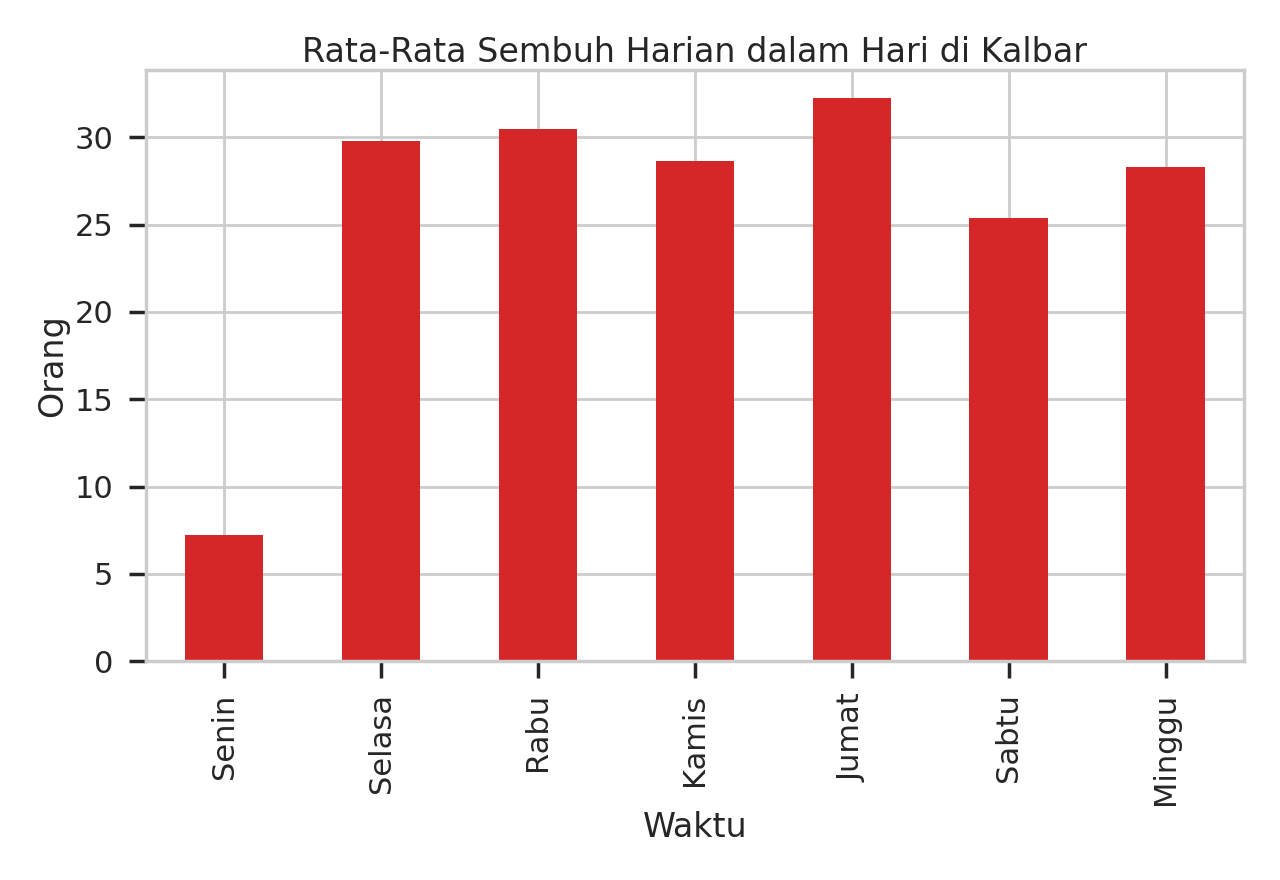 Rata-Rata Sembuh Harian dalam Hari di Kalbar
Orang
30
25
20
15
10
5
0
Senin
Selasa
Rabu
Kamis
Jumat
Sabtu
Minggu
Waktu